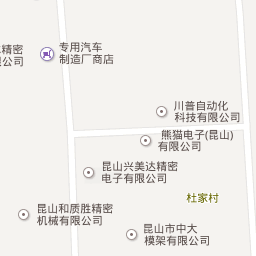 专用汽车
制造厂商店
精密
限公司
川普自动化
科技有限公司
熊猫电子(昆山)
有限公司
昆山兴美达精密
电子有限公司
杜家村
昆山和质胜精密
机械有限公司
昆山市中大
模架有限公司